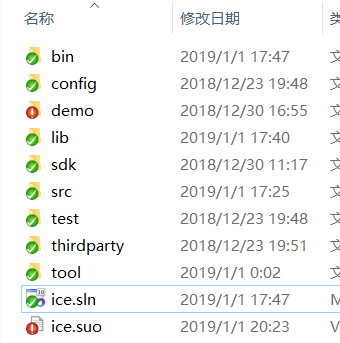 名称 修改日期 类
bin 2019/1/1 17:47 文
config 2018/12/23 19:48 文
demo 2018/12/30 16:55 文
lib 2019/1/1 17:40 文
sdk 2018/12/30 11:17 文
src 2019/1/1 17:25 文
test 2018/12/23 19:48 文
thirdparty 2018/12/23 19:51 文
tool 2019/1/1 0:02 文
ice.sln 2019/1/1 17:47 M
ice.suo 2019/1/1 20:23 V